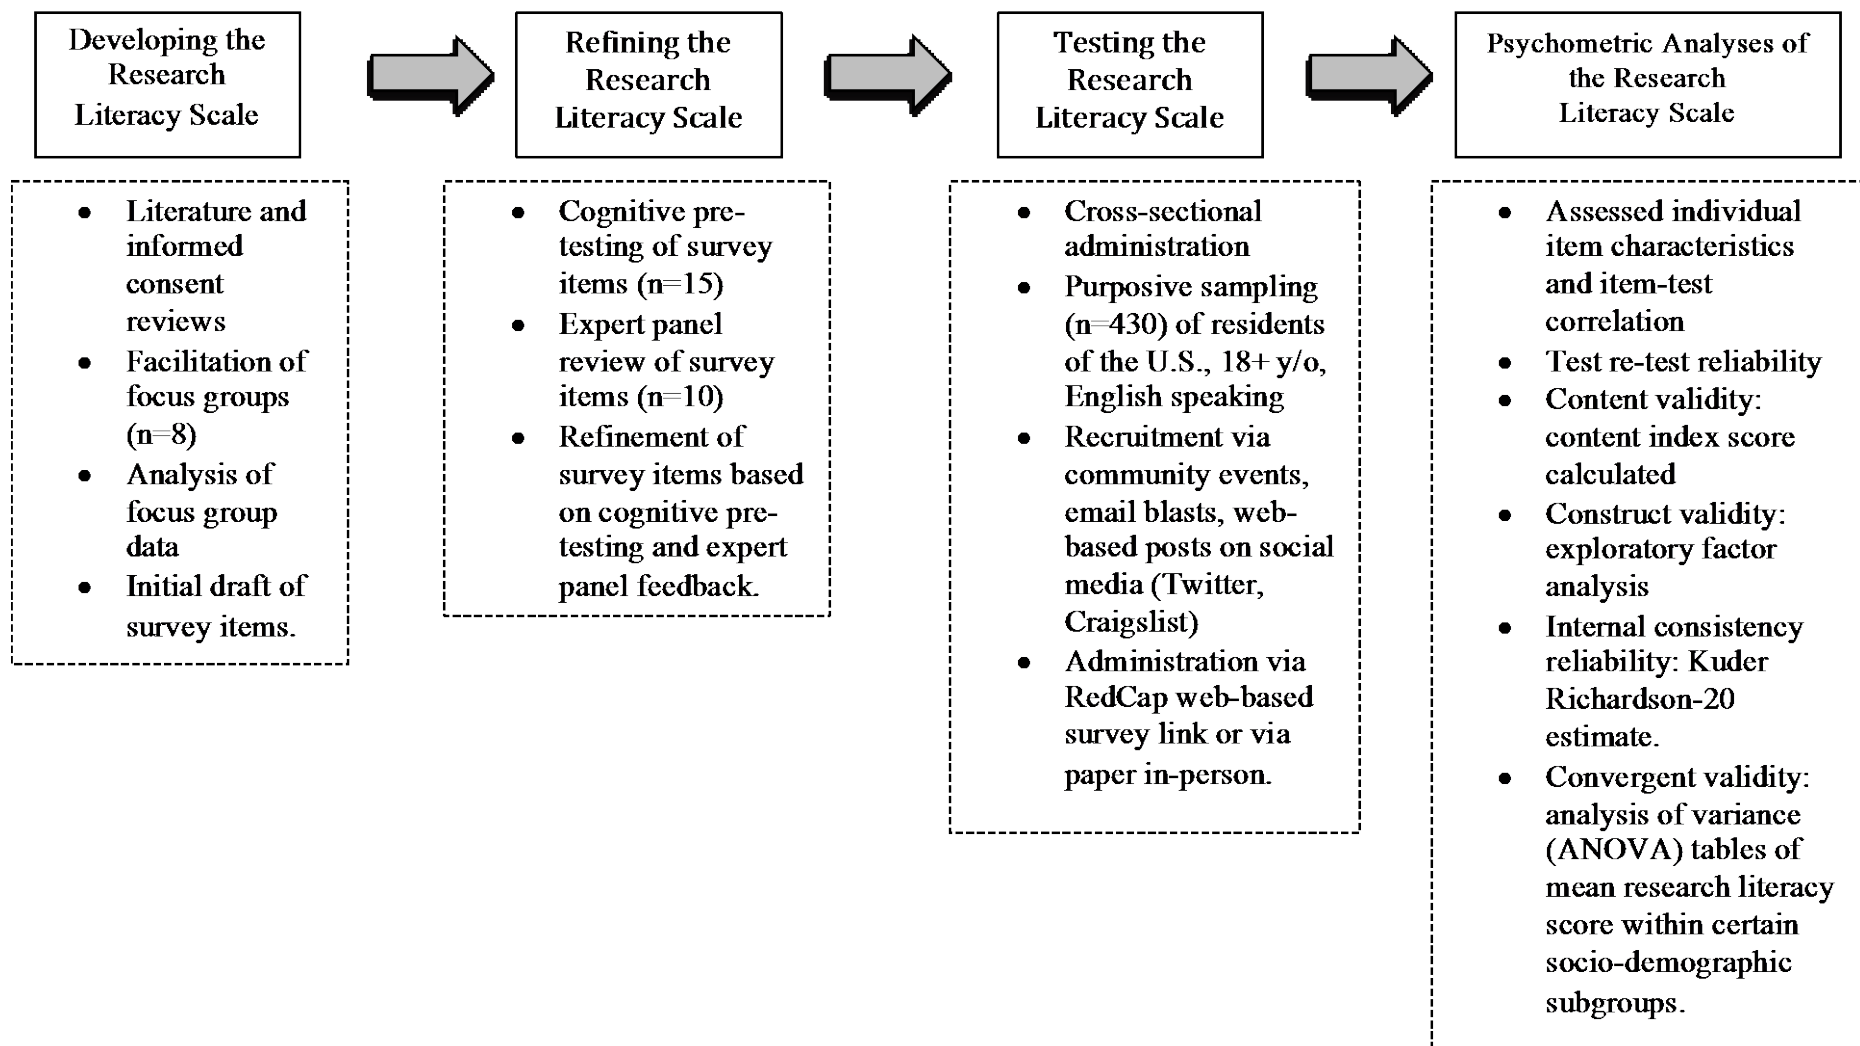 Developing the
Research
Literacy Scale
Refining the
Research
Literacy Scale
Testing the
Research
Literacy Scale
Psychometric Analyses of
the Research
Literacy Scale
• Literature and
informed
consent
reviews
• Facilitation of
focus groups
(n=8)
• Analysis of
focus group
data
• Initial draft of
survey items.
• Cognitive pre-
testing of survey
items (n=15)
• Expert panel
review of survey
items (n=10)
• Refinement of
survey items based
on cognitive pre-
testing and expert
panel feedback.
• Cross-sectional
administration
• Purposive sampling
(n=430) of residents
of the U.S., 18+ y/o,
English speaking
• Recruitment via
community events,
email blasts, web-
based posts on social
media (Twitter,
Craigslist)
• Administration via
RedCap web-based
survey link or via
paper in-person.
• Assessed individual
item characteristics
and item-test
correlation
• Test re-test reliability
• Content validity:
content index score
calculated
• Construct validity:
exploratory factor
analysis
• Internal consistency
reliability: Kuder
Richardson-20
estimate.
• Convergent validity:
analysis of variance
(ANOVA) tables of
mean research literacy
score within certain
socio-demographic
subgroups.